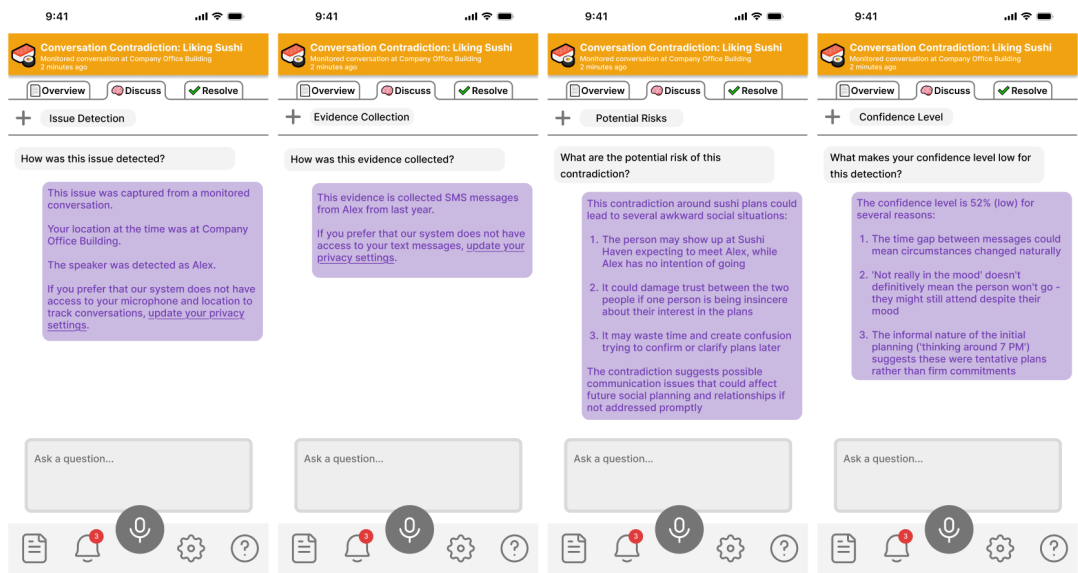 9:41
Conversation Contradiction: Liking Sushi
Monitored conversation at Company Office Building
2 minutes ago
Overview
Discuss
Resolve
Issue Detection
How was this issue detected?
This issue was captured from a monitored
conversation.
Your location at the time was at Company
Office Building.
The speaker was detected as Alex.
If you prefer that our system does not have
access to your microphone and location to
track conversations, update your privacy
settings.
Ask a question...
3
9:41
Conversation Contradiction: Liking Sushi
Monitored conversation at Company Office Building
2 minutes ago
Overview
Discuss
Resolve
Evidence Collection
How was this evidence collected?
This evidence is collected SMS messages
from Alex from last year.
If you prefer that our system does not have
access to your text messages, update your
privacy settings.
Ask a question...
3
9:41
Conversation Contradiction: Liking Sushi
Monitored conversation at Company Office Building
2 minutes ago
Overview
Discuss
Resolve
Potential Risks
What are the potential risk of this
contradiction?
This contradiction around sushi plans could
lead to several awkward social situations:
1. The person may show up at Sushi
Haven expecting to meet Alex, while
Alex has no intention of going
2. It could damage trust between the two
people if one person is being insincere
about their interest in the plans
3. It may waste time and create confusion
trying to confirm or clarify plans later
The contradiction suggests possible
communication issues that could affect
future social planning and relationships if
not addressed promptly
Ask a question...
3
9:41
Conversation Contradiction: Liking Sushi
Monitored conversation at Company Office Building
2 minutes ago
Overview
Discuss
Resolve
Confidence Level
What makes your confidence level low for
this detection?
The confidence level is 52% (low) for
several reasons:
1. The time gap between messages could
mean circumstances changed naturally
2. 'Not really in the mood' doesn't
definitively mean the person won't go -
they might still attend despite their
mood
3. The informal nature of the initial
planning ('thinking around 7 PM')
suggests these were tentative plans
rather than firm commitments
Ask a question...
3